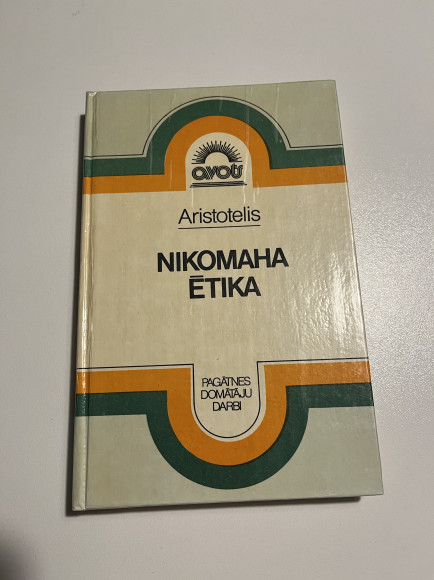 avots
Aristotelis
NIKOMAHA
ĒTIKA
PAGĀTNES
DOMĀTĀJU
DARBI